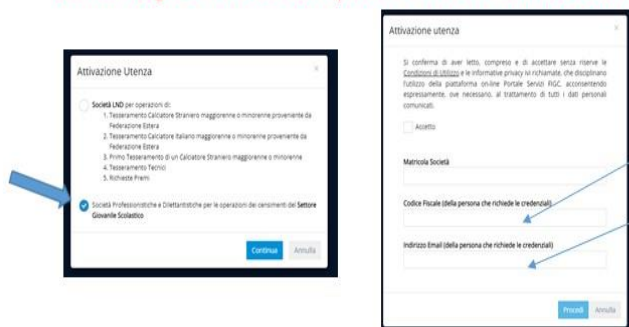 Attivazione Utenza
×
Società LND per operazioni di:
1. Tesseramento Calciatore Straniero maggiorenne o minorenne proveniente da
Federazione Estera
2. Tesseramento Calciatore Italiano maggiorenne o minorenne proveniente da
Federazione Estera
3. Primo Tesseramento di un Calciatore Straniero maggiorenne o minorenne
4. Tesseramento Tecnici
5. Richieste Premi
Società Professionistiche e Dilettantistiche per le operazioni dei censimenti del Settore
Giovanile Scolastico
Continua Annulla
Attivazione utenza
×
Si conferma di aver letto, compreso e di accettare senza riserve le
Condizioni di Utilizzo e le informative privacy ivi richiamate, che disciplinano
l'utilizzo della piattaforma on-line Portale Servizi FIGC, acconsentendo
espressamente, ove necessario, al trattamento di tutti i dati personali
comunicati.
Accetto
Matricola Società
Codice Fiscale (della persona che richiede le credenziali)
Indirizzo Email (della persona che richiede le credenziali)
Procedi Annulla